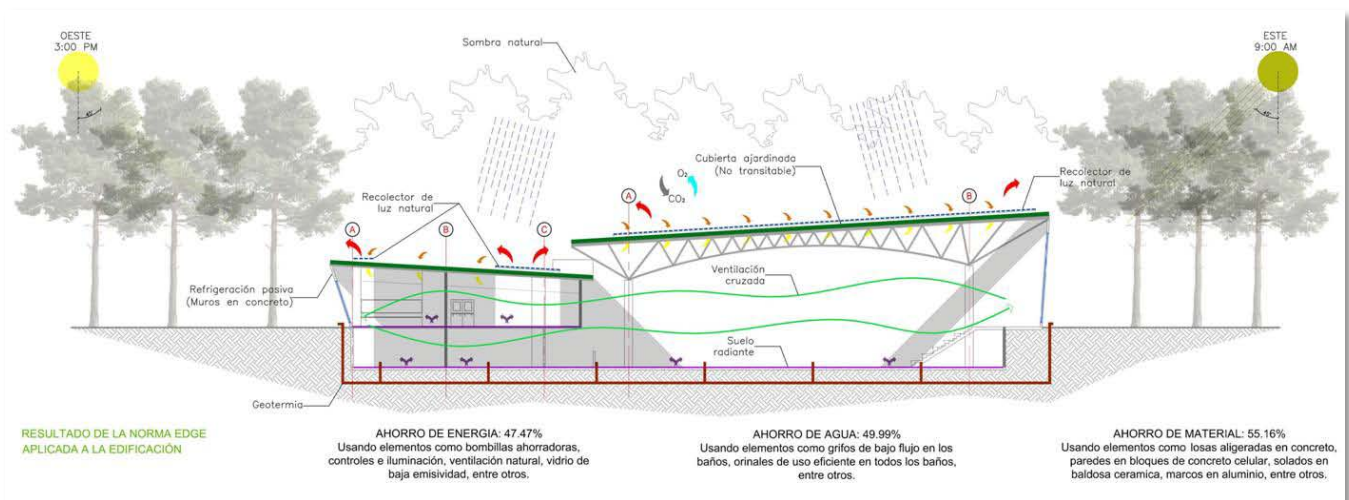 OESTE
3:00 PM
Sombra natural
ESTE
9:00 AM
45°
45°
Cubierta ajardinada
(No transitable)
Recolector de
luz natural
O₂
CO₂
Recolector de
luz natural
A
B
A
B
C
Refrigeración pasiva
(Muros en concreto)
Ventilación
cruzada
Suelo
radiante
Geotermia
RESULTADO DE LA NORMA EDGE
APLICADA A LA EDIFICACIÓN
AHORRO DE ENERGIA: 47.47%
Usando elementos como bombillas ahorradoras,
controles e iluminación, ventilación natural, vidrio de
baja emisividad, entre otros.
AHORRO DE AGUA: 49.99%
Usando elementos como grifos de bajo flujo en los
baños, orinales de uso eficiente en todos los baños,
entre otros.
AHORRO DE MATERIAL: 55.16%
Usando elementos como losas aligeradas en concreto,
paredes en bloques de concreto celular, solados en
baldosa ceramica, marcos en aluminio, entre otros.